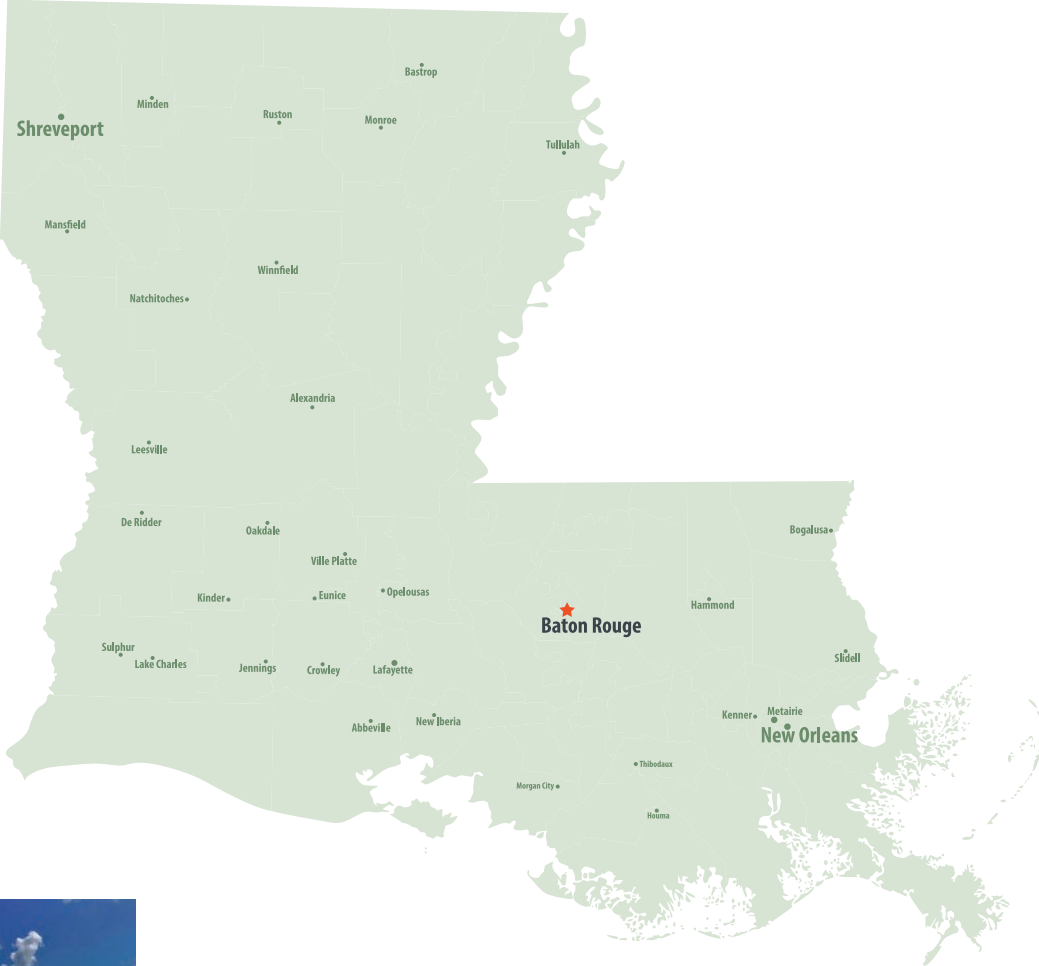 Bastrop
Minden
Ruston
Monroe
Shreveport
Tullulah
Mansfield
Winnfield
Natchitoches
Alexandria
Leesville
De Ridder
Oakdale
Bogalusa
Ville Platte
Opelousas
Eunice
Kinder
Hammond
Baton Rouge
Sulphur
Lake Charles
Jennings
Crowley
Lafayette
Slidell
Abbeville
New Iberia
Kenner
Metairie
New Orleans
Thibodaux
Morgan City
Houma